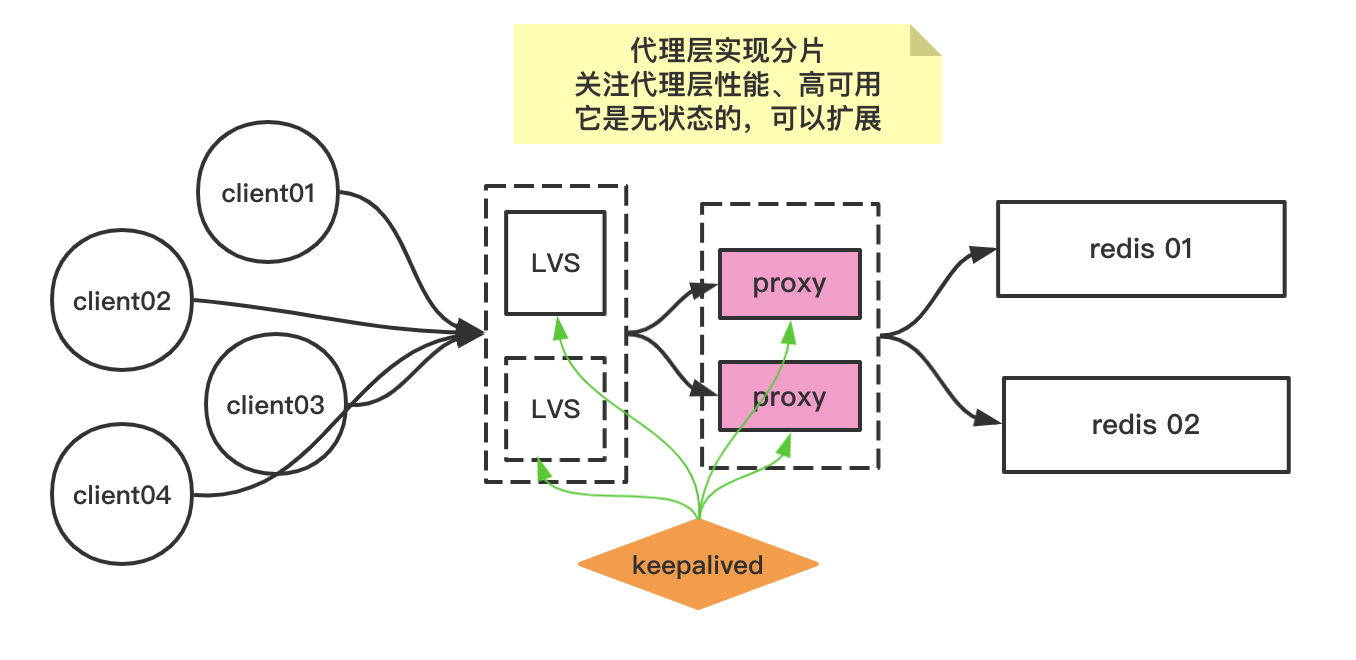 代理层实现分片
关注代理层性能、高可用
它是无状态的，可以扩展
client01
client02
client03
client04
LVS
LVS
proxy
proxy
redis 01
redis 02
keepalived